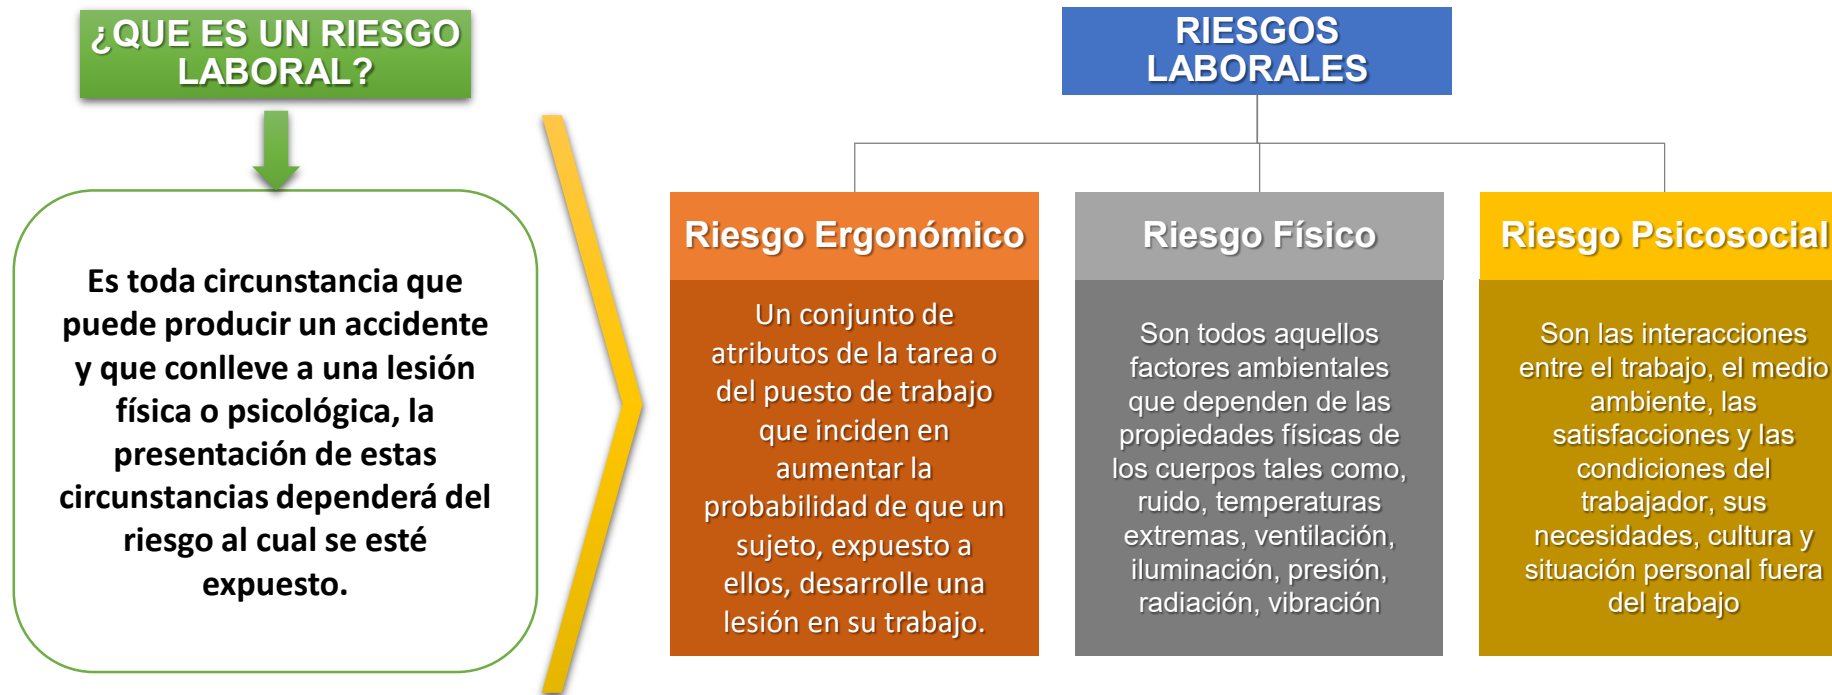 ¿QUE ES UN RIESGO
LABORAL?
Es toda circunstancia que
puede producir un accidente
y que conlleve a una lesión
física o psicológica, la
presentación de estas
circunstancias dependerá del
riesgo al cual se esté
expuesto.
RIESGOS
LABORALES
Riesgo Ergonómico
Un conjunto de
atributos de la tarea o
del puesto de trabajo
que inciden en
aumentar la
probabilidad de que un
sujeto, expuesto a
ellos, desarrolle una
lesión en su trabajo.
Riesgo Físico
Son todos aquellos
factores ambientales
que dependen de las
propiedades físicas de
los cuerpos tales como,
ruido, temperaturas
extremas, ventilación,
iluminación, presión,
radiación, vibración
Riesgo Psicosocial
Son las interacciones
entre el trabajo, el medio
ambiente, las
satisfacciones y las
condiciones del
trabajador, sus
necesidades, cultura y
situación personal fuera
del trabajo